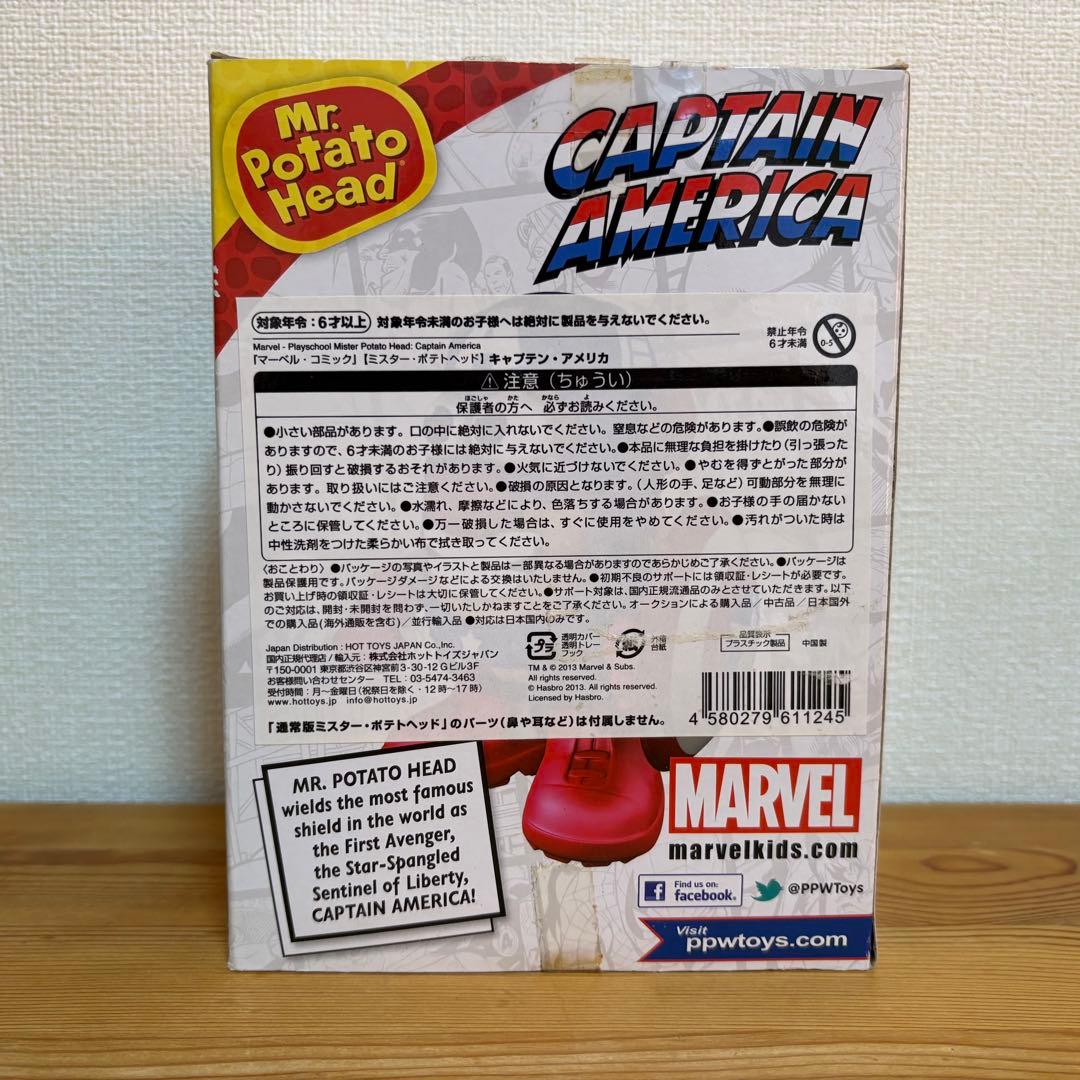 Mr.
Potato
Head®
CAPTAIN
AMERICA
対象年令：6才以上 対象年令未満のお子様へは絶対に製品を与えないでください。
禁止年令
6才未満
0-5
Marvel - Playschool Mister Potato Head: Captain America
「マーベル・コミック」【ミスター・ポテトヘッド】キャプテン・アメリカ
⚠注意（ちゅうい）
ほごしゃ かた かなら よ
保護者の方へ 必ずお読みください。
●小さい部品があります。口の中に絶対に入れないでください。窒息などの危険があります。●誤飲の危険が
ありますので、6才未満のお子様には絶対に与えないでください。●本品に無理な負担を掛けたり（引っ張った
り）振り回すと破損するおそれがあります。●火気に近づけないでください。●やむを得ずとがった部分が
あります。取り扱いにはご注意ください。●破損の原因となります。（人形の手、足など）可動部分を無理に
動かさないでください。●水濡れ、摩擦などにより、色落ちする場合があります。●お子様の手の届かない
ところに保管してください。●万一破損した場合は、すぐに使用をやめてください。●汚れがついた時は
中性洗剤をつけた柔らかい布で拭き取ってください。
〈おことわり〉●パッケージの写真やイラストと製品は一部異なる場合がありますのであらかじめご了承ください。●パッケージは
製品保護用です。パッケージダメージなどによる交換はいたしません。●初期不良のサポートには領収証・レシートが必要です。
お買い上げ時の領収証・レシートは大切に保管してください。●サポート対象は、国内正規流通品のみとさせていただきます。以下
のご対応は、開封・未開封を問わず、一切いたしかねますことをご了承ください。オークションによる購入品／中古品／日本国外
での購入品（海外通販を含む）／並行輸入品 ●対応は日本国内のみです。
Japan Distribution : HOT TOYS JAPAN Co.,Inc.
国内正規代理店 / 輸入元：株式会社ホットトイズジャパン
〒150-0001 東京都渋谷区神宮前3-30-12 Gビル3F
お客様問い合わせセンター TEL：03-5474-3463
受付時間：月～金曜日（祝祭日を除く・12時～17時）
www.hottoys.jp info@hottoys.jp
プラ
透明カバー
透明トレー
フック
紙
外箱
台紙
品質表示
プラスチック製品
中国製
TM & © 2013 Marvel & Subs.
All rights reserved.
© Hasbro 2013. All rights Reserved.
Licensed by Hasbro.
4 580279 611245
「通常版ミスター・ポテトヘッド」のパーツ（鼻や耳など）は付属しません。
MR. POTATO HEAD
wields the most famous
shield in the world as
the First Avenger,
the Star-Spangled
Sentinel of Liberty,
CAPTAIN AMERICA!
MARVEL
marvelkids.com
f Find us on:
facebook®
@PPWToys
Visit
ppwtoys.com